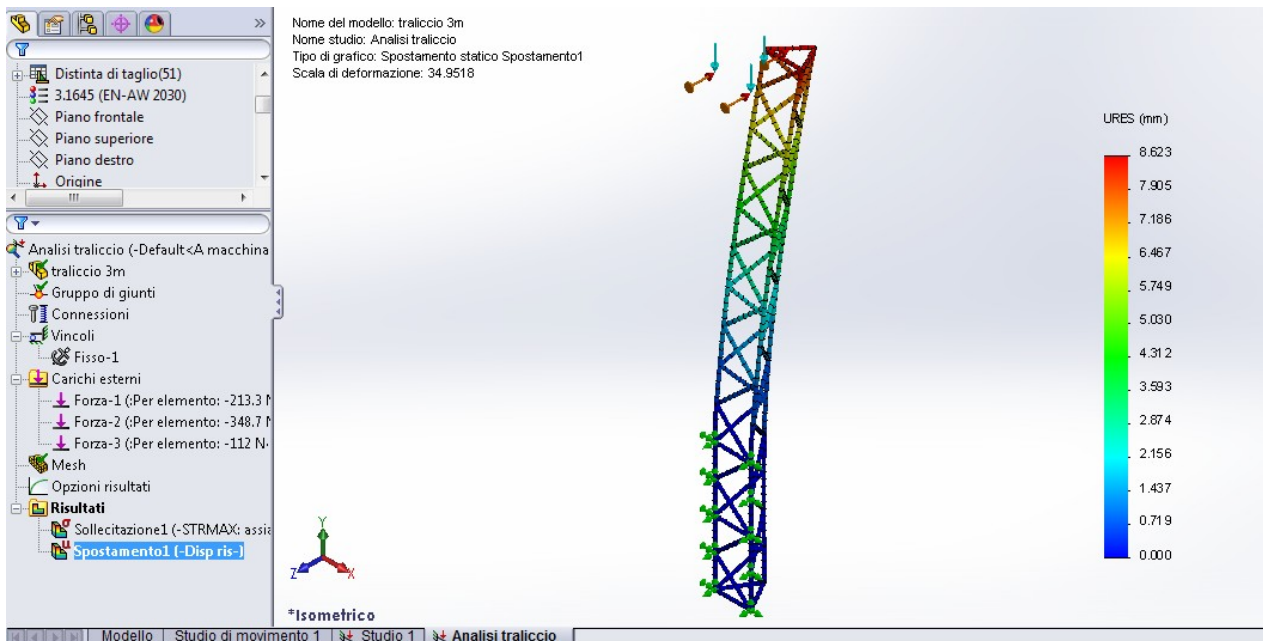 »
Distinta di taglio(51)
3.1645 (EN-AW 2030)
Piano frontale
Piano superiore
Piano destro
Origine
Analisi traliccio (-Default<A macchina
traliccio 3m
Gruppo di giunti
Connessioni
Vincoli
Fisso-1
Carichi esterni
Forza-1 (:Per elemento: -213.3 N
Forza-2 (:Per elemento: -348.7 N
Forza-3 (:Per elemento: -112 N-
Mesh
Opzioni risultati
Risultati
Sollecitazione1 (-STRMAX: assia
Spostamento1 (-Disp ris-)
Nome del modello: traliccio 3m
Nome studio: Analisi traliccio
Tipo di grafico: Spostamento statico Spostamento1
Scala di deformazione: 34.9518
URES (mm)
8.623
7.905
7.186
6.467
5.749
5.030
4.312
3.593
2.874
2.156
1.437
0.719
0.000
Y
Z
X
*Isometrico
Modello
Studio di movimento 1
Studio 1
Analisi traliccio